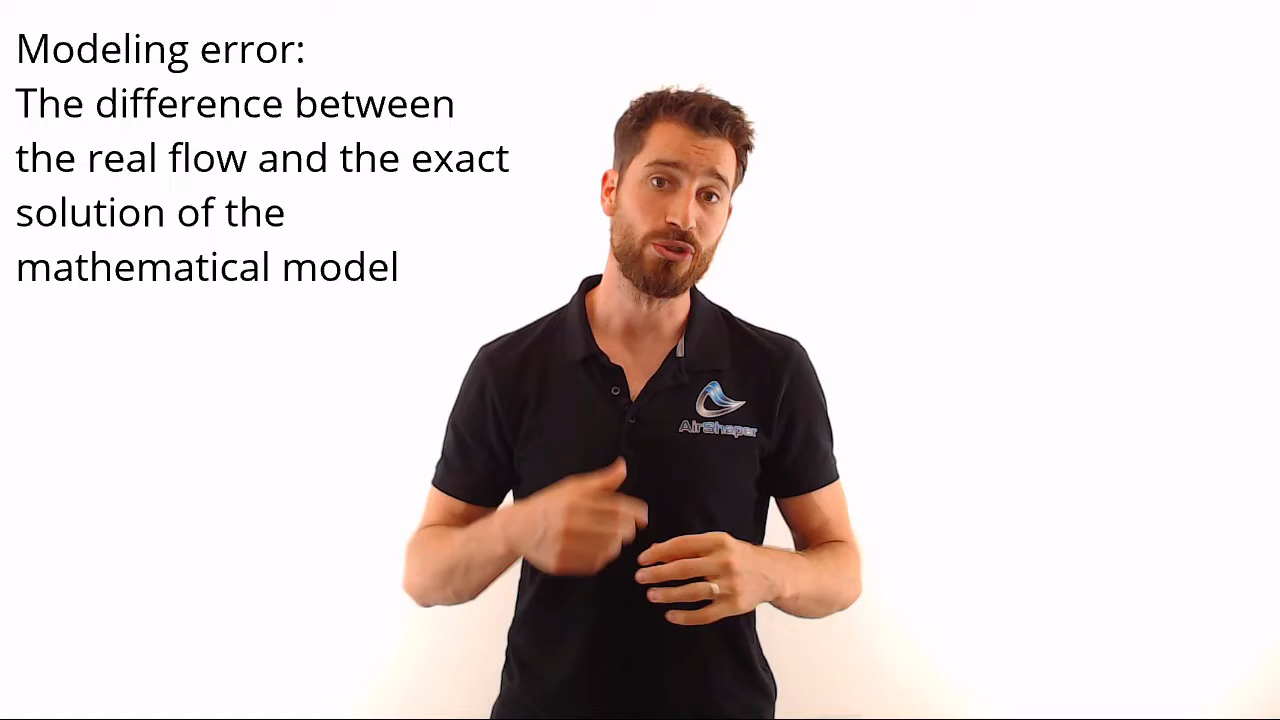 Modeling error:
The difference between
the real flow and the exact
solution of the
mathematical model
AirShaper